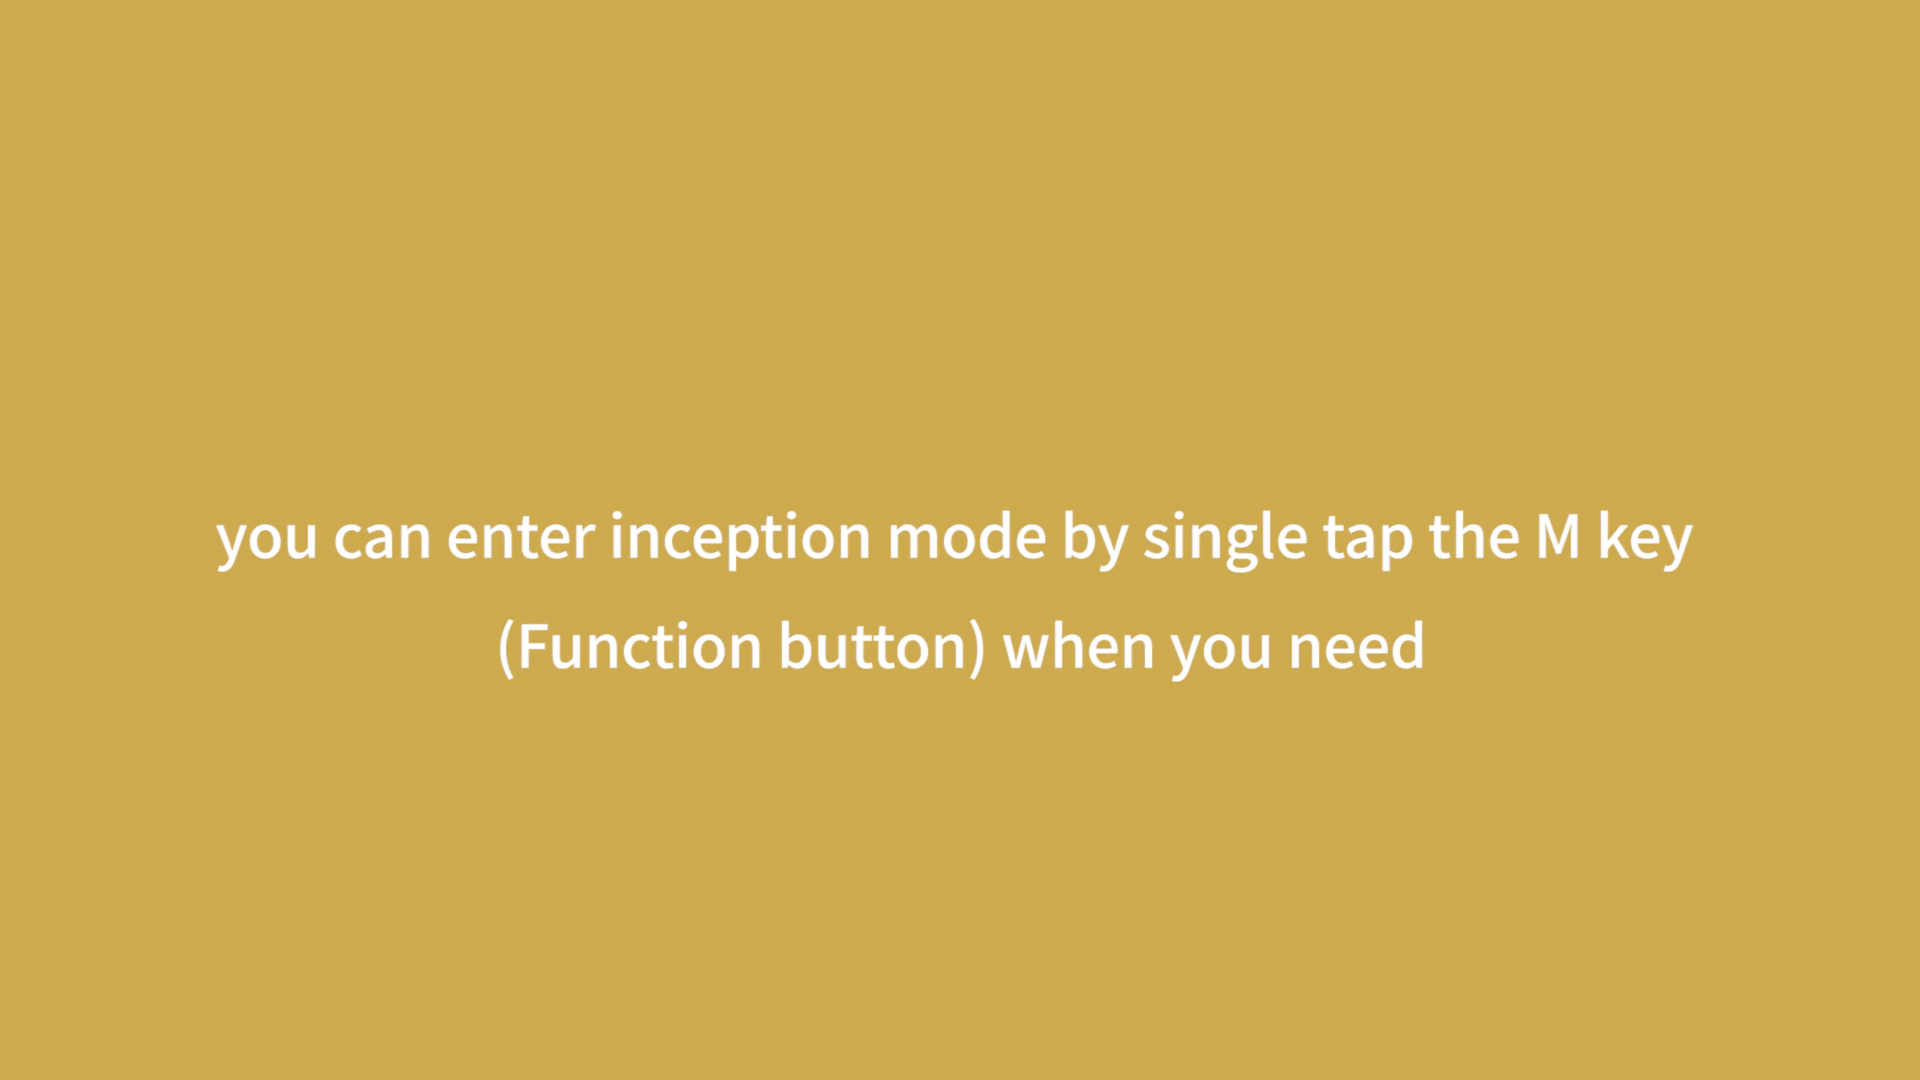 you can enter inception mode by single tap the M key
(Function button) when you need